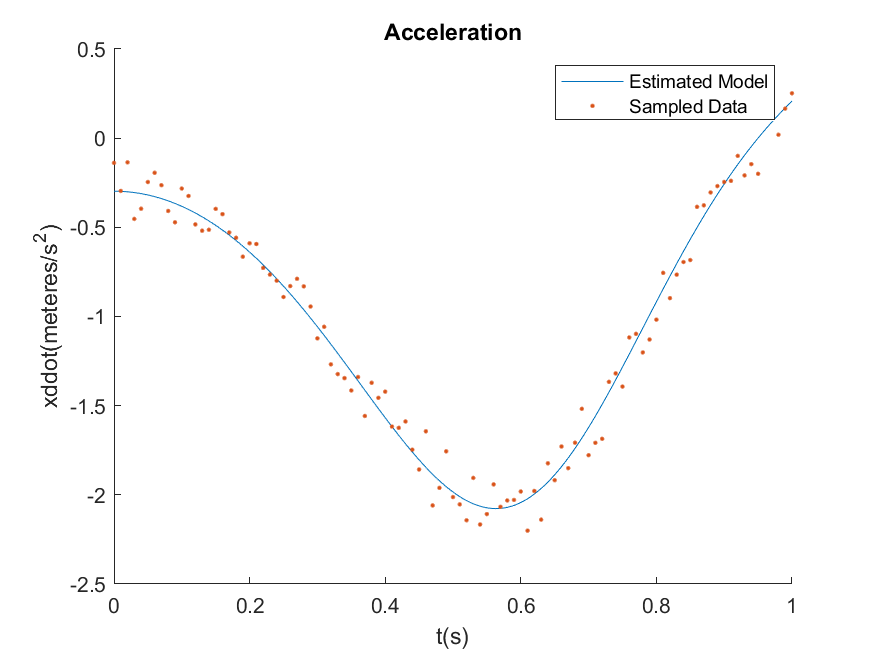 Acceleration
Estimated Model
Sampled Data
0.5
0
-0.5
-1
-1.5
-2
-2.5
xddot(meteres/s²)
0 0.2 0.4 0.6 0.8 1
t(s)